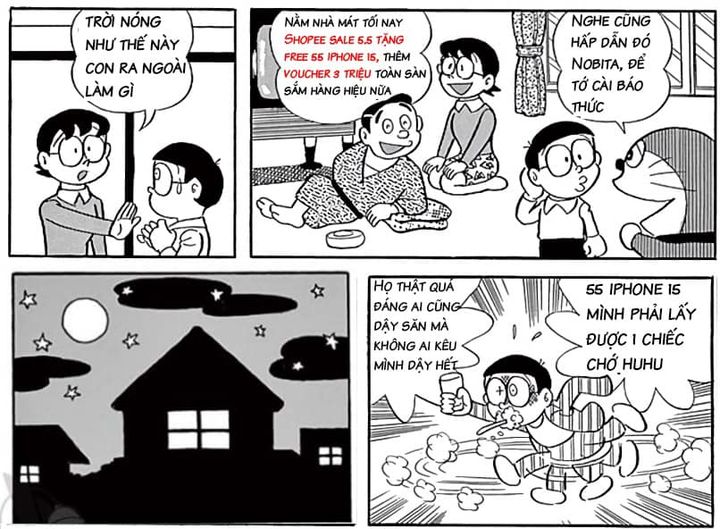 TRỜI NÓNG
NHƯ THẾ NÀY
CON RA NGOÀI
LÀM GÌ
NẰM NHÀ MÁT TỐI NAY
SHOPEE SALE 5.5 TẶNG
FREE 55 IPHONE 15, THÊM
VOUCHER 3 TRIỆU TOÀN SÀN
SẮM HÀNG HIỆU NỮA
NGHE CŨNG
HẤP DẪN ĐÓ
NOBITA, ĐỂ
TỚ CÀI BÁO
THỨC
HỌ THẬT QUÁ
ĐÁNG AI CŨNG
DẬY SĂN MÀ
KHÔNG AI KÊU
MÌNH DẬY HẾT
55 IPHONE 15
MÌNH PHẢI LẤY
ĐƯỢC 1 CHIẾC
CHỚ HUHU